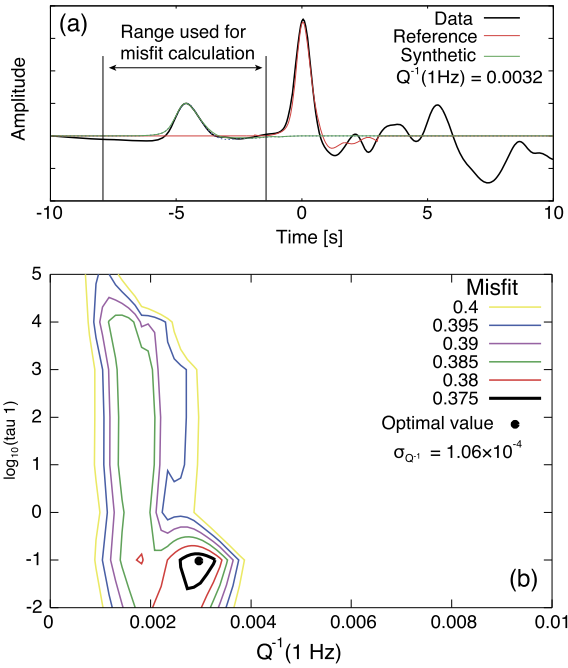 (a)
Range used for
misfit calculation
Data
Reference
Synthetic
Q⁻¹(1Hz) = 0.0032
Amplitude
-10 -5 0 5 10
Time [s]
Misfit
0.4
0.395
0.39
0.385
0.38
0.375
Optimal value
σQ⁻¹ = 1.06×10⁻⁴
5
4
3
2
1
0
-1
-2
log₁₀(tau 1)
(b)
0 0.002 0.004 0.006 0.008 0.01
Q⁻¹(1 Hz)